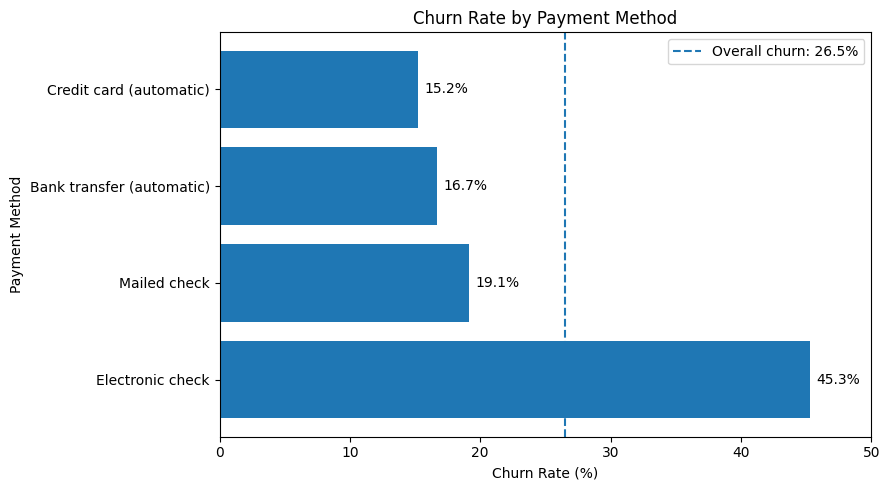 Churn Rate by Payment Method
Overall churn: 26.5%
Payment Method
Credit card (automatic)
15.2%
Bank transfer (automatic)
16.7%
Mailed check
19.1%
Electronic check
45.3%
0 10 20 30 40 50
Churn Rate (%)